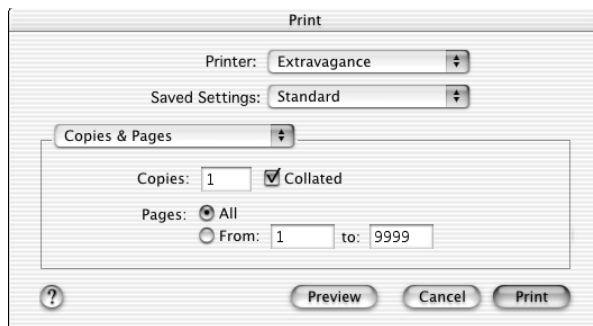 Print
Printer: Extravagance
Saved Settings: Standard
Copies & Pages
Copies: 1 Collated
Pages: All
From: 1 to: 9999
? Preview Cancel Print